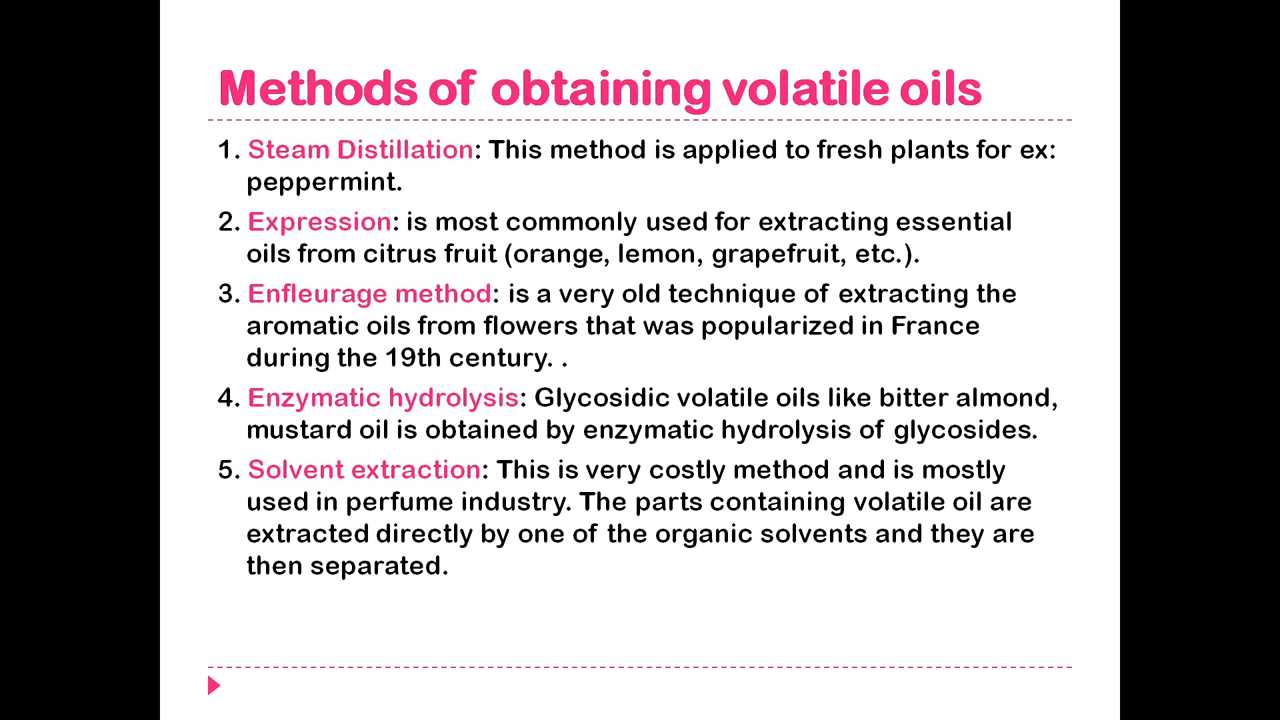 Methods of obtaining volatile oils
1. Steam Distillation: This method is applied to fresh plants for ex:
peppermint.
2. Expression: is most commonly used for extracting essential
oils from citrus fruit (orange, lemon, grapefruit, etc.).
3. Enfleurage method: is a very old technique of extracting the
aromatic oils from flowers that was popularized in France
during the 19th century. .
4. Enzymatic hydrolysis: Glycosidic volatile oils like bitter almond,
mustard oil is obtained by enzymatic hydrolysis of glycosides.
5. Solvent extraction: This is very costly method and is mostly
used in perfume industry. The parts containing volatile oil are
extracted directly by one of the organic solvents and they are
then separated.